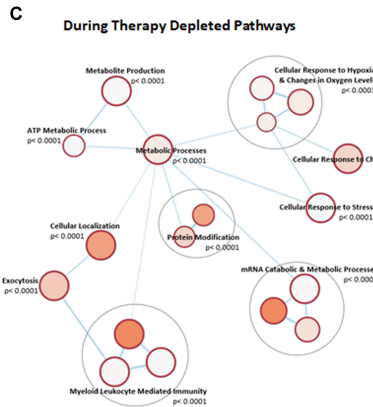 C
During Therapy Depleted Pathways
Metabolite Production
p< 0.0001
Cellular Response to Hypoxia
& Changes in Oxygen Level
p< 0.000
ATP Metabolic Process
p< 0.0001
Metabolic Processes
p< 0.0001
Cellular Response to Ch
Cellular Response to Stress
p< 0.0001
Cellular Localization
p< 0.0001
Protein Modification
p< 0.0001
mRNA Catabolic & Metabolic Processe
p< 0.000
Exocytosis
p< 0.0001
Myeloid Leukocyte Mediated Immunity
p< 0.0001